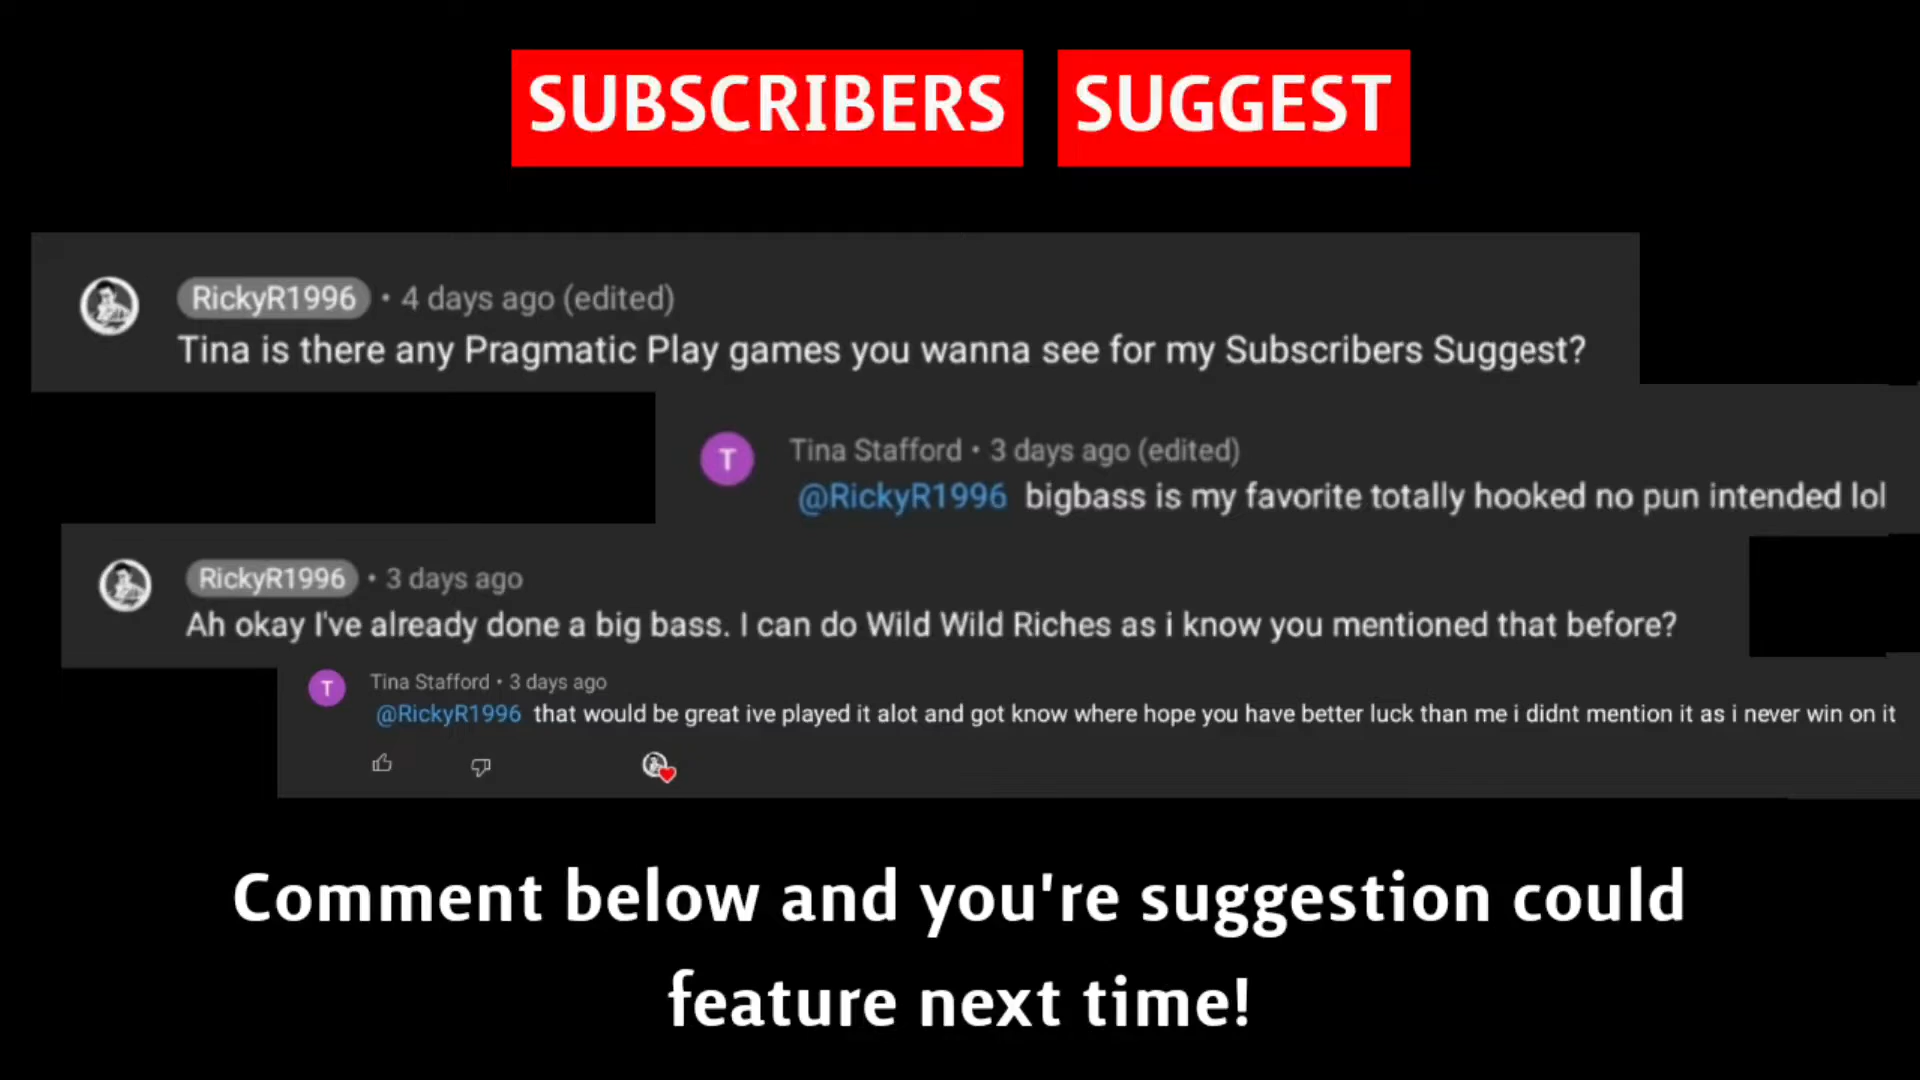 SUBSCRIBERS SUGGEST
RickyR1996 • 4 days ago (edited)
Tina is there any Pragmatic Play games you wanna see for my Subscribers Suggest?
T
Tina Stafford • 3 days ago (edited)
@RickyR1996 bigbass is my favorite totally hooked no pun intended lol
RickyR1996 • 3 days ago
Ah okay I've already done a big bass. I can do Wild Wild Riches as i know you mentioned that before?
T
Tina Stafford • 3 days ago
@RickyR1996 that would be great ive played it alot and got know where hope you have better luck than me i didnt mention it as i never win on it
Comment below and you're suggestion could
feature next time!